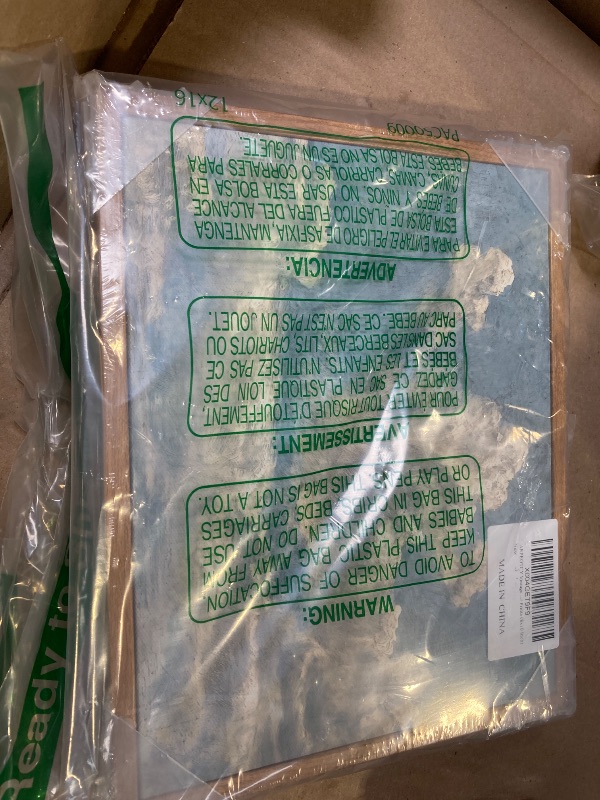 WARNING:
TO AVOID DANGER OF SUFFOCATION
KEEP THIS PLASTIC BAG AWAY FROM
BABIES AND CHILDREN. DO NOT USE
THIS BAG IN CRIBS, BEDS, CARRIAGES
OR PLAY PENS. THIS BAG IS NOT A TOY.
AVERTISSEMENT:
POUR EVITER TOUT RISQUE D'ETOUFFEMENT,
GARDEZ CE SAC EN PLASTIQUE LOIN DES
BEBES ET LES ENFANTS. N'UTILISEZ PAS CE
SAC DANS LES BERCEAUX, LITS, CHARIOTS OU
PARC AU BEBE. CE SAC N'EST PAS UN JOUET.
ADVERTENCIA:
PARA EVITAR EL PELIGRO DE ASFIXIA, MANTENGA
ESTA BOLSA DE PLASTICO FUERA DEL ALCANCE
DE BEBES Y NINOS. NO USAR ESTA BOLSA EN
CUNAS, CAMAS, CARRIOLAS O CORRALES PARA
BEBES. ESTA BOLSA NO ES UN JUGUETE.
12x16
Ready to
MADE IN CHINA